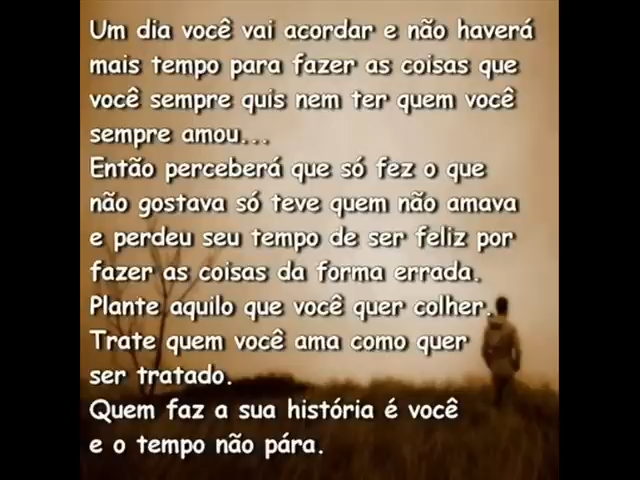 Um dia você vai acordar e não haverá
mais tempo para fazer as coisas que
você sempre quis nem ter quem você
sempre amou...
Então perceberá que só fez o que
não gostava só teve quem não amava
e perdeu seu tempo de ser feliz por
fazer as coisas da forma errada.
Plante aquilo que você quer colher.
Trate quem você ama como quer
ser tratado.
Quem faz a sua história é você
e o tempo não pára.